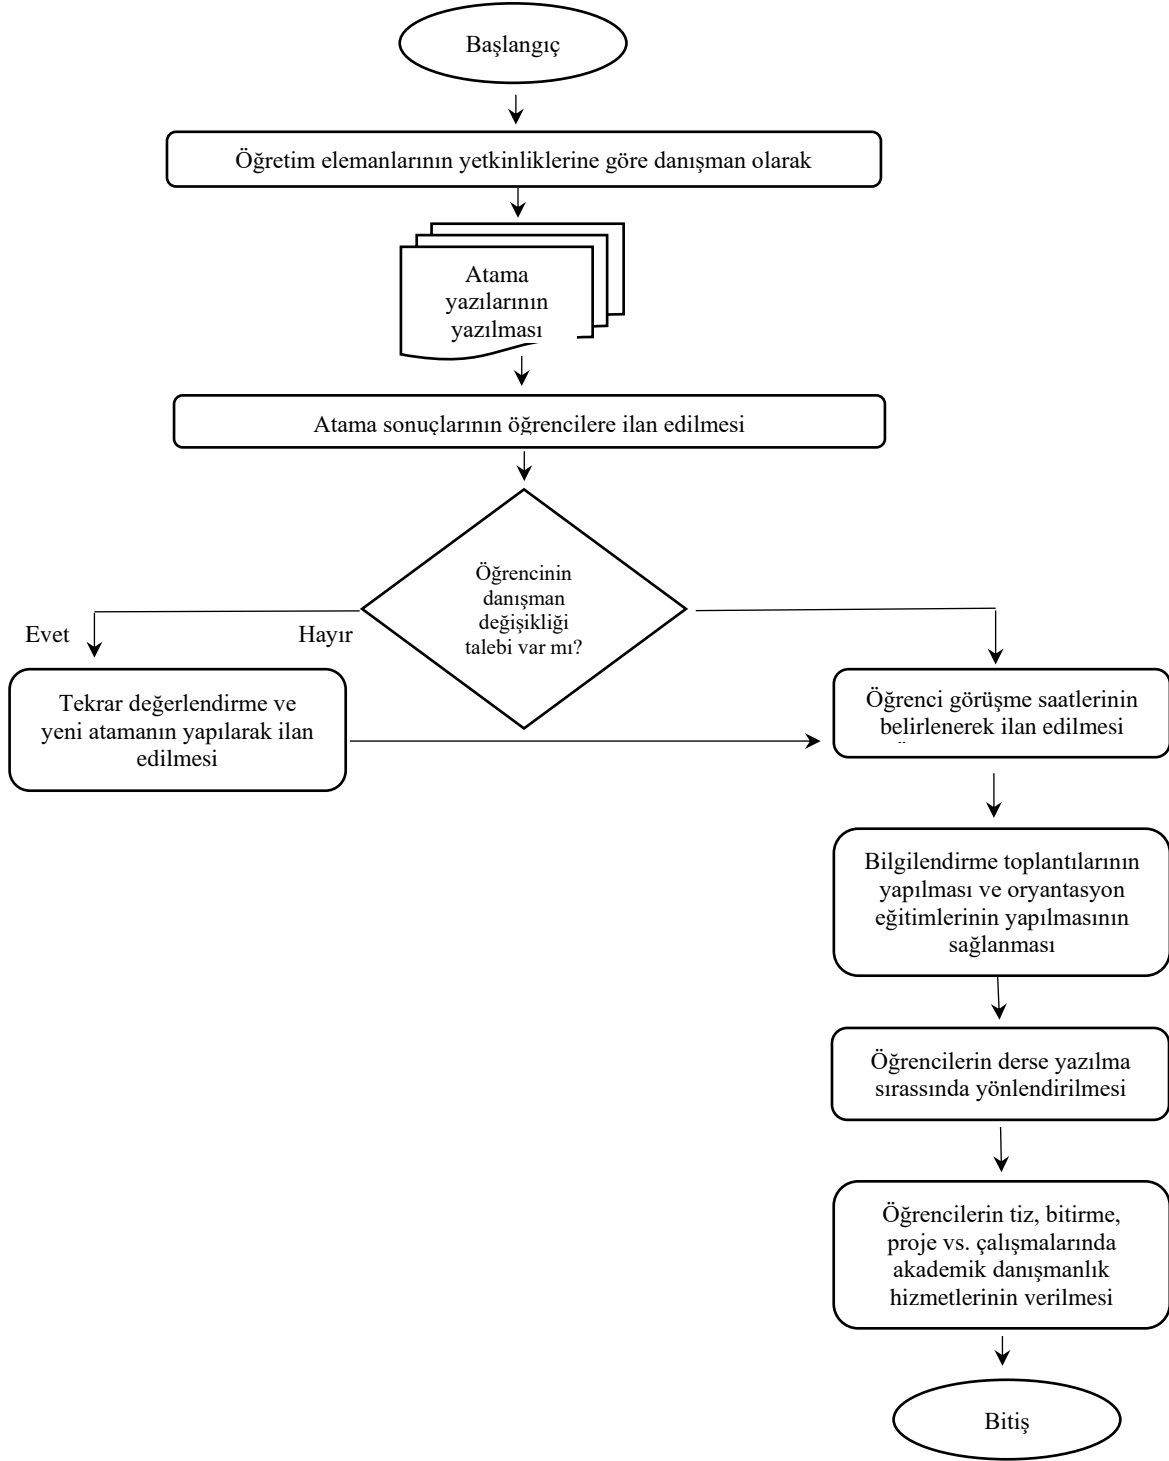 Başlangıç
Öğretim elemanlarının yetkinliklerine göre danışman olarak
Atama
yazılarının
yazılması
Atama sonuçlarının öğrencilere ilan edilmesi
Öğrencinin
danışman
değişikliği
talebi var mı?
Evet
Hayır
Tekrar değerlendirme ve
yeni atamanın yapılarak ilan
edilmesi
Öğrenci görüşme saatlerinin
belirlenerek ilan edilmesi
Bilgilendirme toplantılarının
yapılması ve oryantasyon
eğitimlerinin yapılmasının
sağlanması
Öğrencilerin derse yazılma
sırassında yönlendirilmesi
Öğrencilerin tiz, bitirme,
proje vs. çalışmalarında
akademik danışmanlık
hizmetlerinin verilmesi
Bitiş